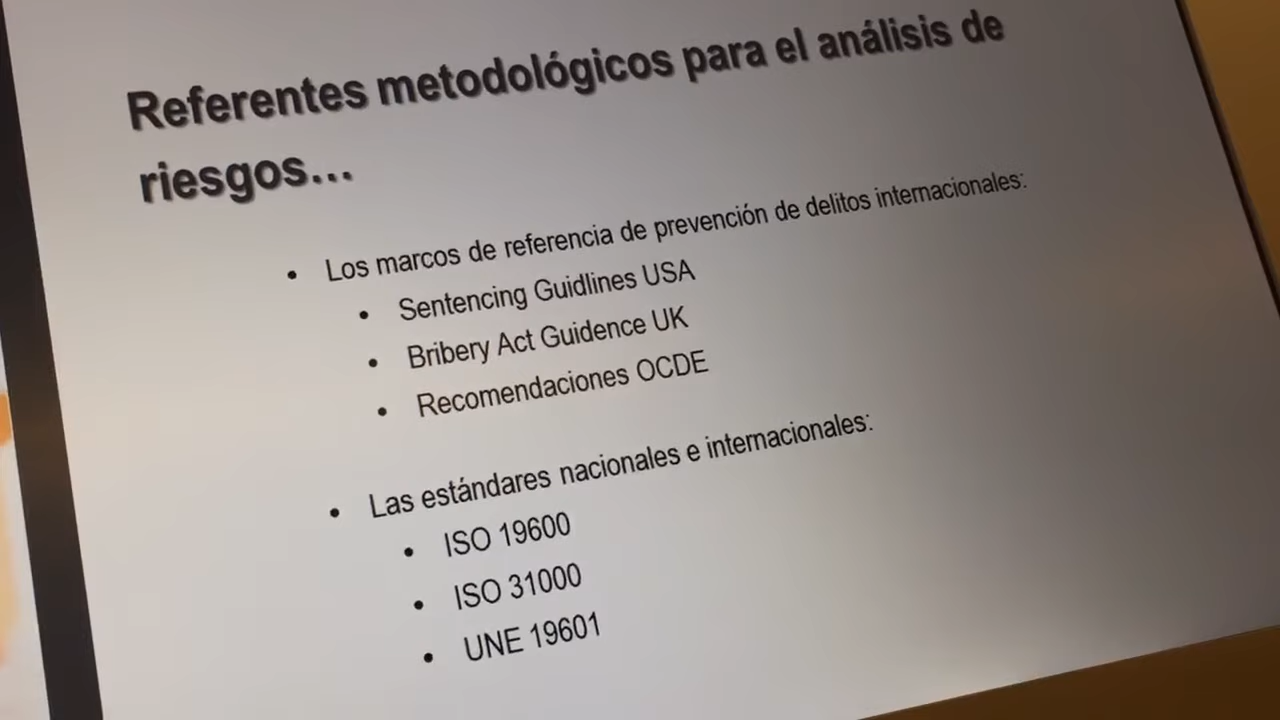 Referentes metodológicos para el análisis de
riesgos...
• Los marcos de referencia de prevención de delitos internacionales:
• Sentencing Guidlines USA
• Bribery Act Guidence UK
• Recomendaciones OCDE
• Las estándares nacionales e internacionales:
• ISO 19600
• ISO 31000
• UNE 19601